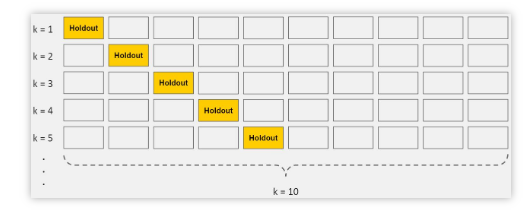 k = 1 Holdout
k = 2 Holdout
k = 3 Holdout
k = 4 Holdout
k = 5 Holdout
.
.
.
k = 10